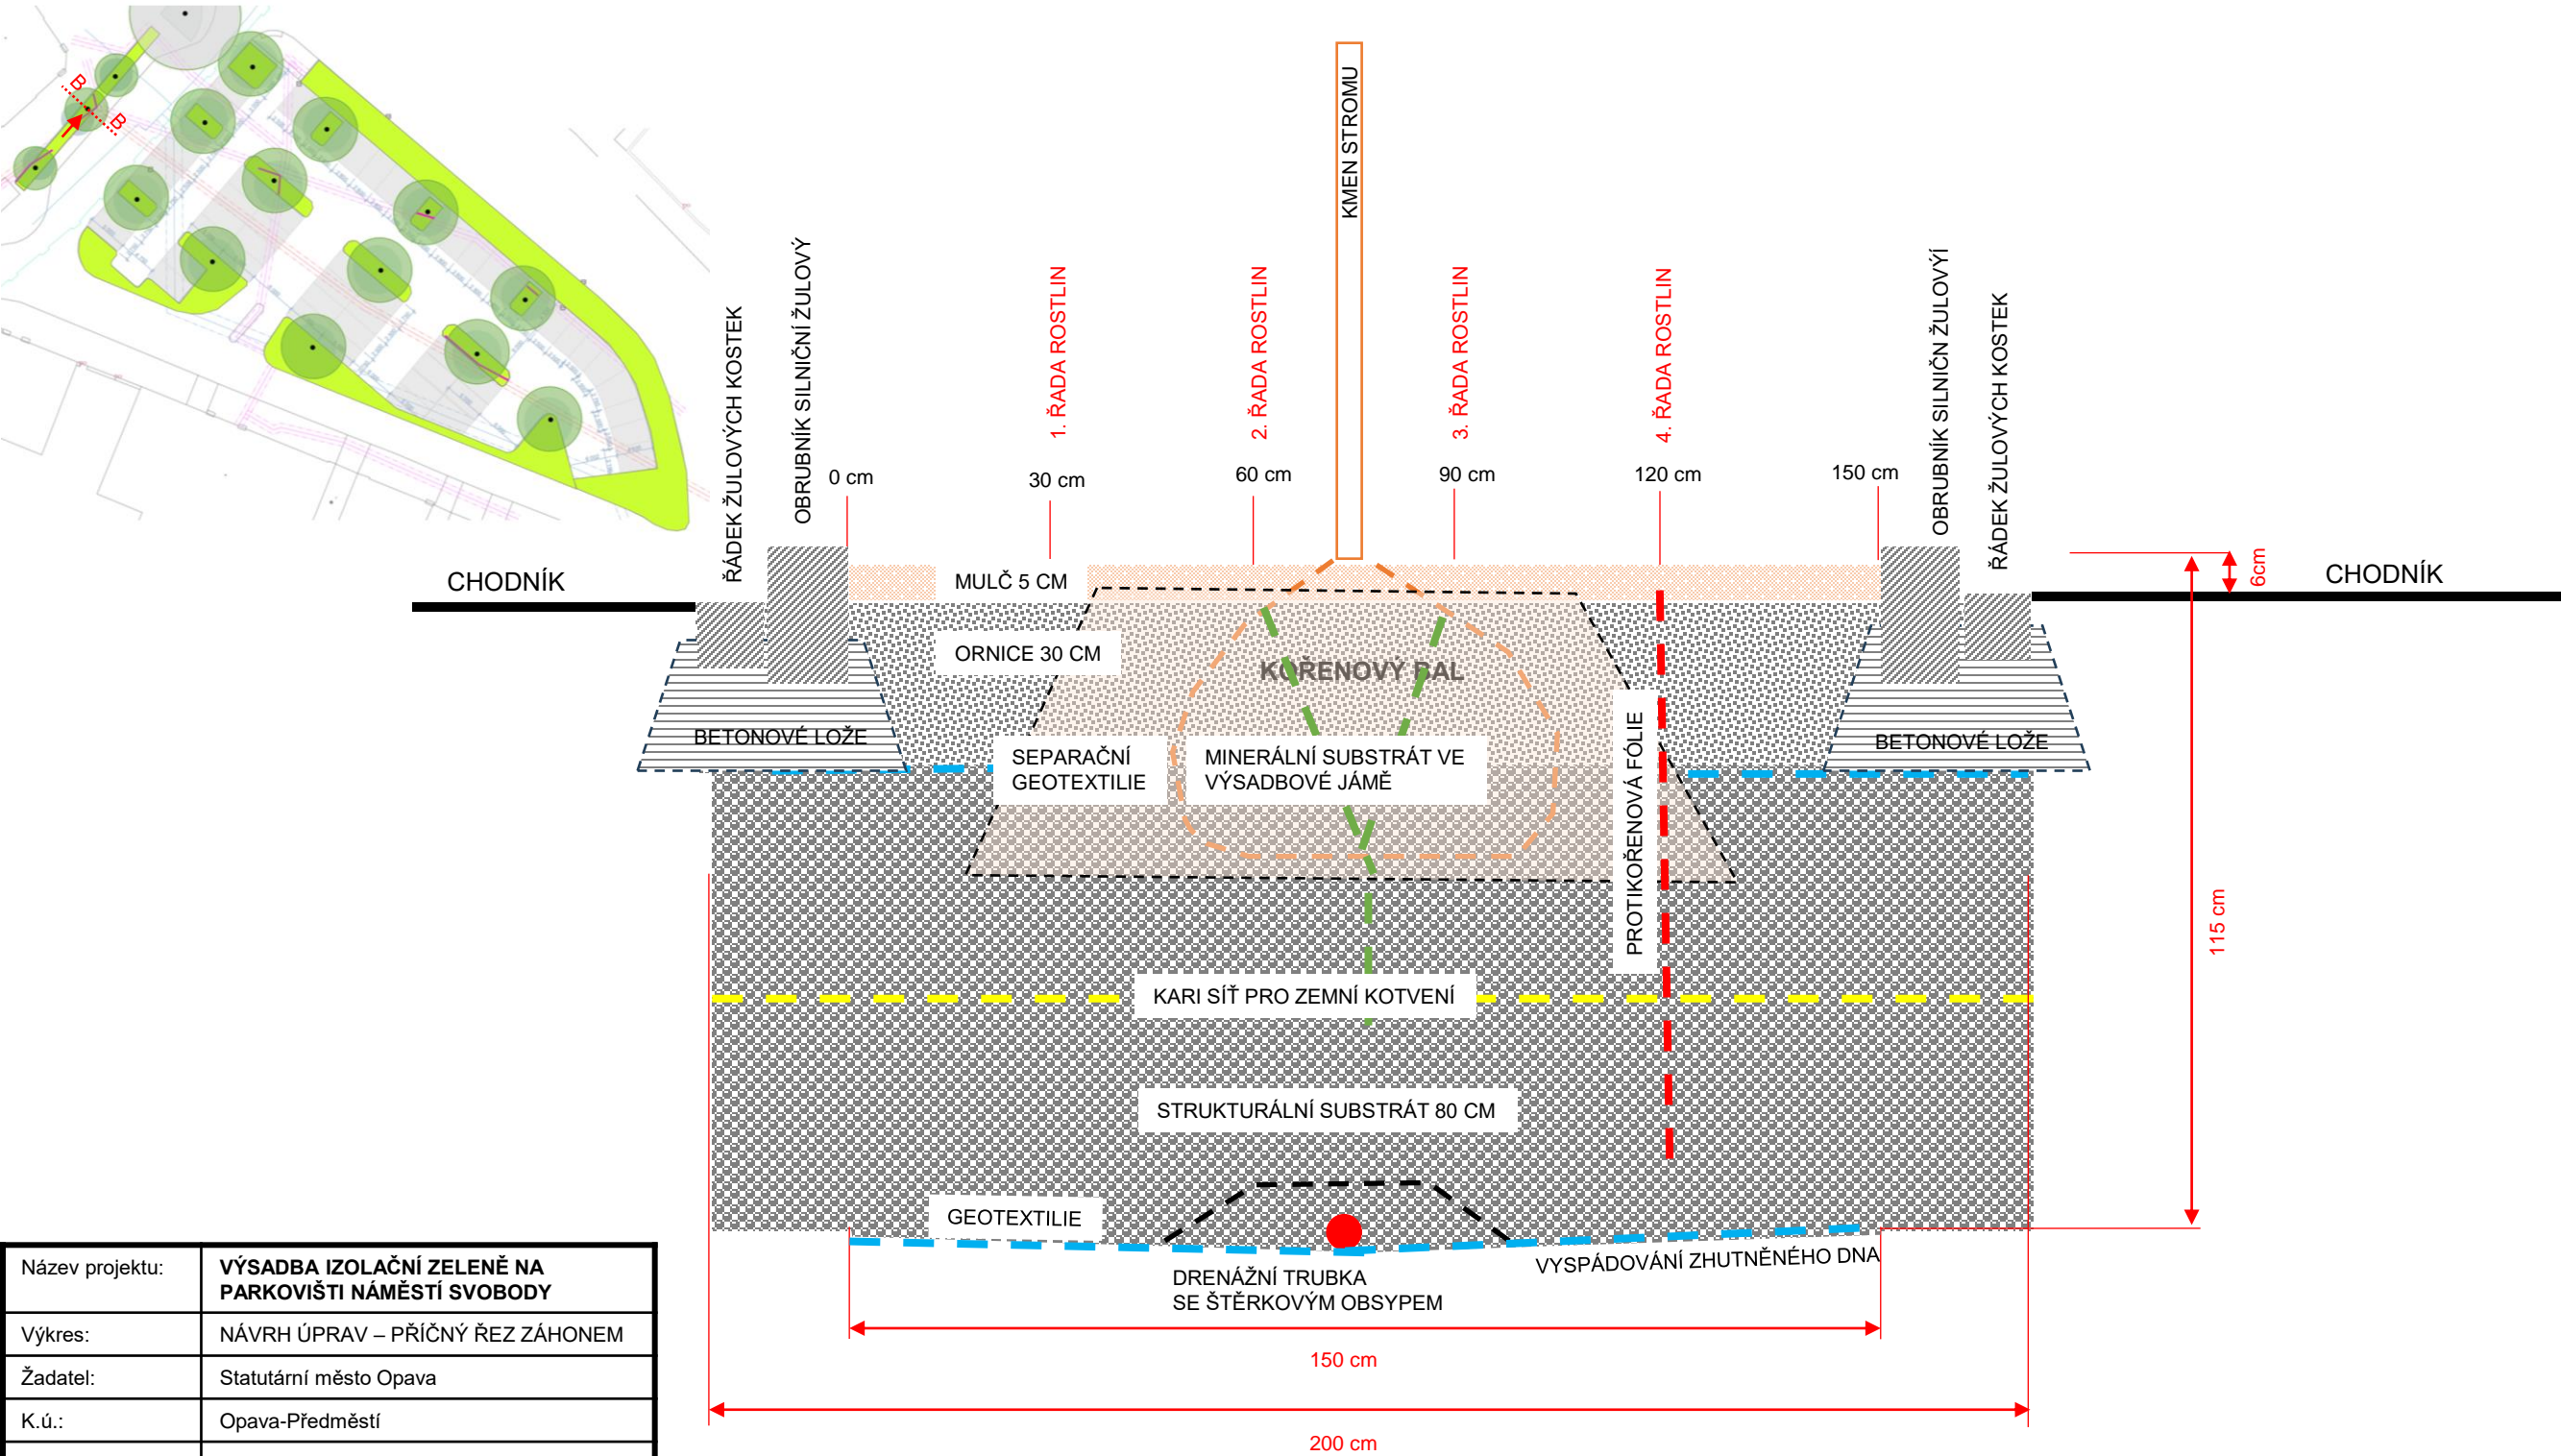 B
B
KMEN STROMU
ŘÁDEK ŽULOVÝCH KOSTEK
OBRUBNÍK SILNIČNÍ ŽULOVÝ
1. ŘADA ROSTLIN
2. ŘADA ROSTLIN
3. ŘADA ROSTLIN
4. ŘADA ROSTLIN
OBRUBNÍK SILNIČN ŽULOVÝÍ
ŘÁDEK ŽULOVÝCH KOSTEK
0 cm
30 cm
60 cm
90 cm
120 cm
150 cm
CHODNÍK
CHODNÍK
6cm
MULČ 5 CM
ORNICE 30 CM
KOŘENOVÝ BAL
BETONOVÉ LOŽE
BETONOVÉ LOŽE
SEPARAČNÍ
GEOTEXTILIE
MINERÁLNÍ SUBSTRÁT VE
VÝSADBOVÉ JÁMĚ
PROTIKOŘENOVÁ FÓLIE
115 cm
KARI SÍŤ PRO ZEMNÍ KOTVENÍ
STRUKTURÁLNÍ SUBSTRÁT 80 CM
GEOTEXTILIE
VYSPÁDOVÁNÍ ZHUTNĚNÉHO DNA
DRENÁŽNÍ TRUBKA
SE ŠTĚRKOVÝM OBSYPEM
150 cm
200 cm
Název projektu:
VÝSADBA IZOLAČNÍ ZELENĚ NA
PARKOVIŠTI NÁMĚSTÍ SVOBODY
Výkres:
NÁVRH ÚPRAV – PŘÍČNÝ ŘEZ ZÁHONEM
Žadatel:
Statutární město Opava
K.ú.:
Opava-Předměstí